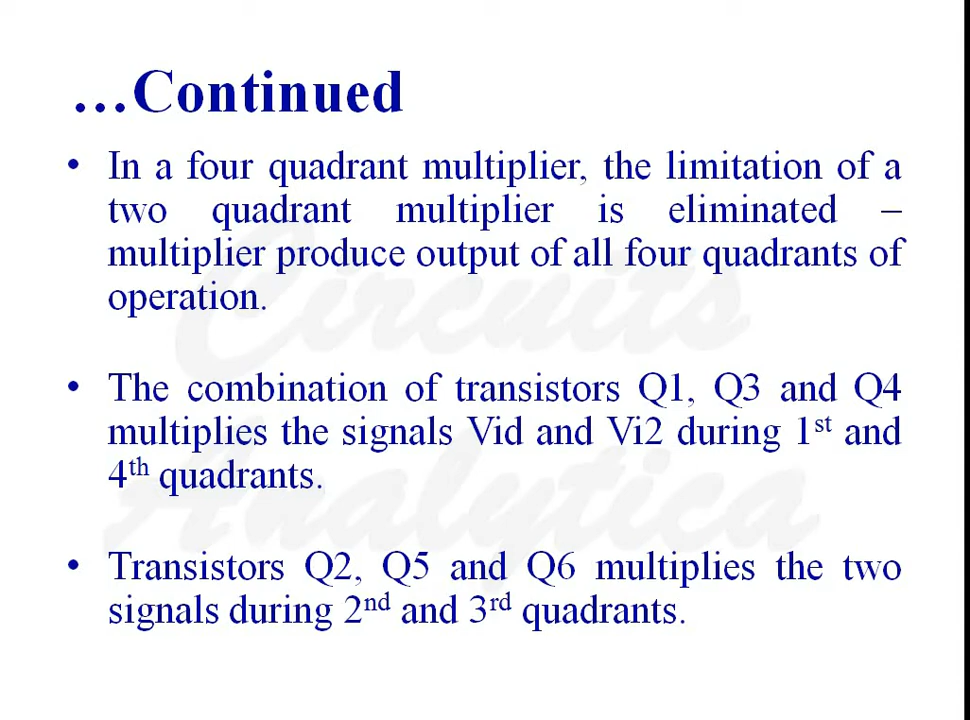 …Continued
• In a four quadrant multiplier, the limitation of a
two quadrant multiplier is eliminated –
multiplier produce output of all four quadrants of
operation.
• The combination of transistors Q1, Q3 and Q4
multiplies the signals Vid and Vi2 during 1st and
4th quadrants.
• Transistors Q2, Q5 and Q6 multiplies the two
signals during 2nd and 3rd quadrants.
Circuits
Analytica